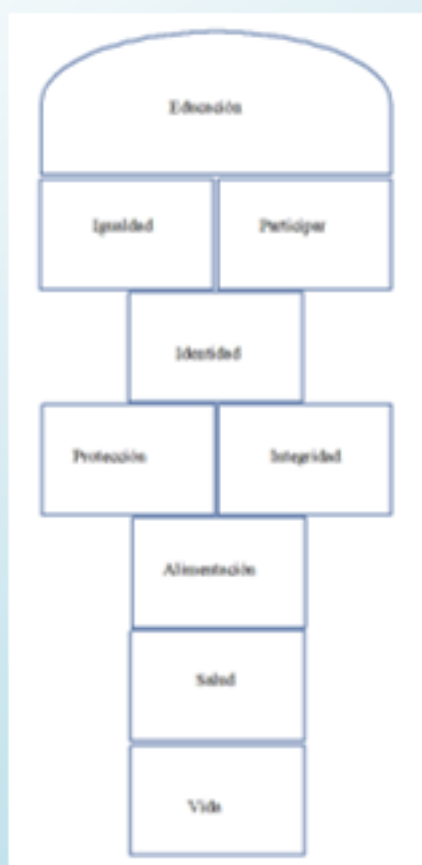 Educación
Igualdad Participar
Identidad
Protección Integridad
Alimentación
Salud
Vida